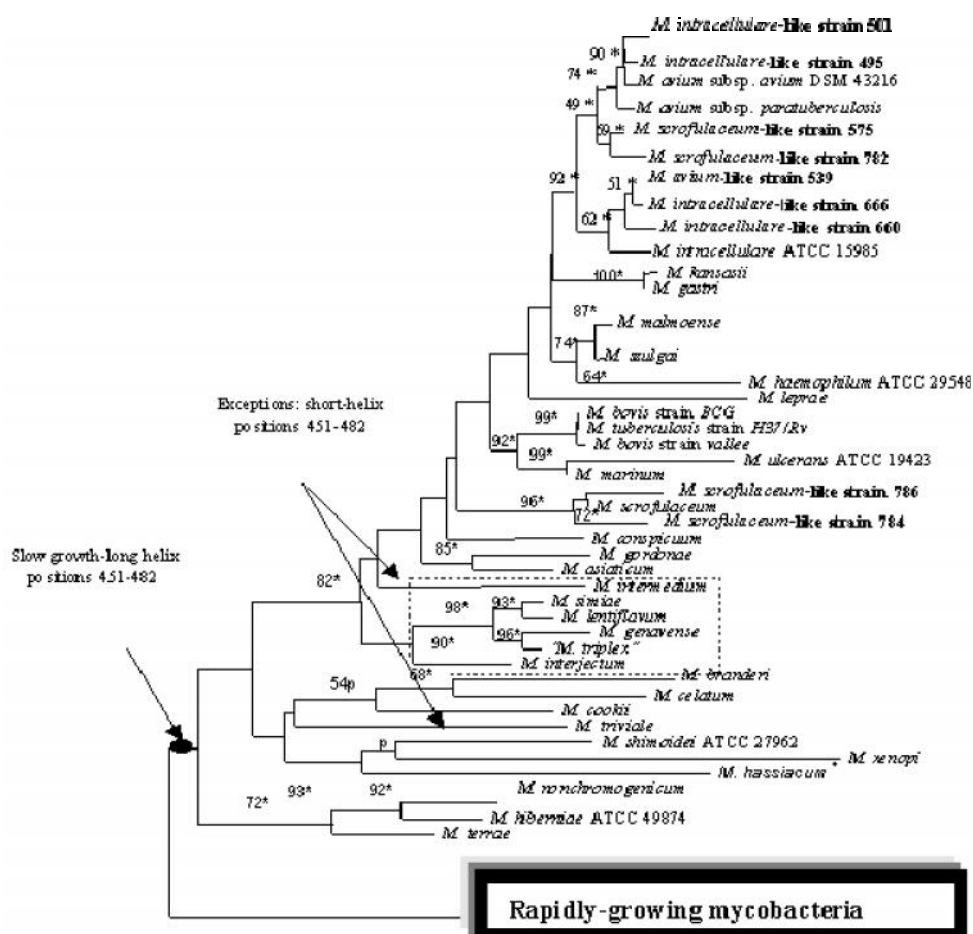 M. intracellulare-like strain 501
90 *
M. intracellulare-like strain 495
74 *
M. avium subsp. avium DSM 43216
49 *
M. avium subsp. paratuberculosis
59 *
M. scrofulaceum-like strain 575
M. scrofulaceum-like strain 782
92 *
M. avium-like strain 539
51 *
M. intracellulare-like strain 666
62 *
M. intracellulare-like strain 660
M. intracellulare ATCC 15985
100*
M. kansasii
M. gastri
87*
M. malmoense
74*
M. szulgai
64*
M. haemophilum ATCC 29548
M. leprae
Exceptions: short-helix
positions 451-482
99*
M. bovis strain BCG
M. tuberculosis strain H37/Rv
92*
M. bovis strain vallee
99*
M. ulcerans ATCC 19423
M. marinum
96*
M. scrofulaceum-like strain 786
M. scrofulaceum
72*
M. scrofulaceum-like strain 784
M. conspicuum
85*
M. gordonae
M. asiaticum
Slow growth-long helix
positions 451-482
82*
M. intermedium
98*
93*
M. simiae
M. lentiflavum
90*
96*
M. genavense
"M. triplex"
M. interjectum
68*
M. branderi
54p
M. celatum
M. cookii
M. triviale
p
M. shimoidei ATCC 27962
M. xenopi
M. hassiacum *
72*
93*
92*
M. nonchromogenicum
M. hiberniae ATCC 49874
M. terrae
Rapidly-growing mycobacteria